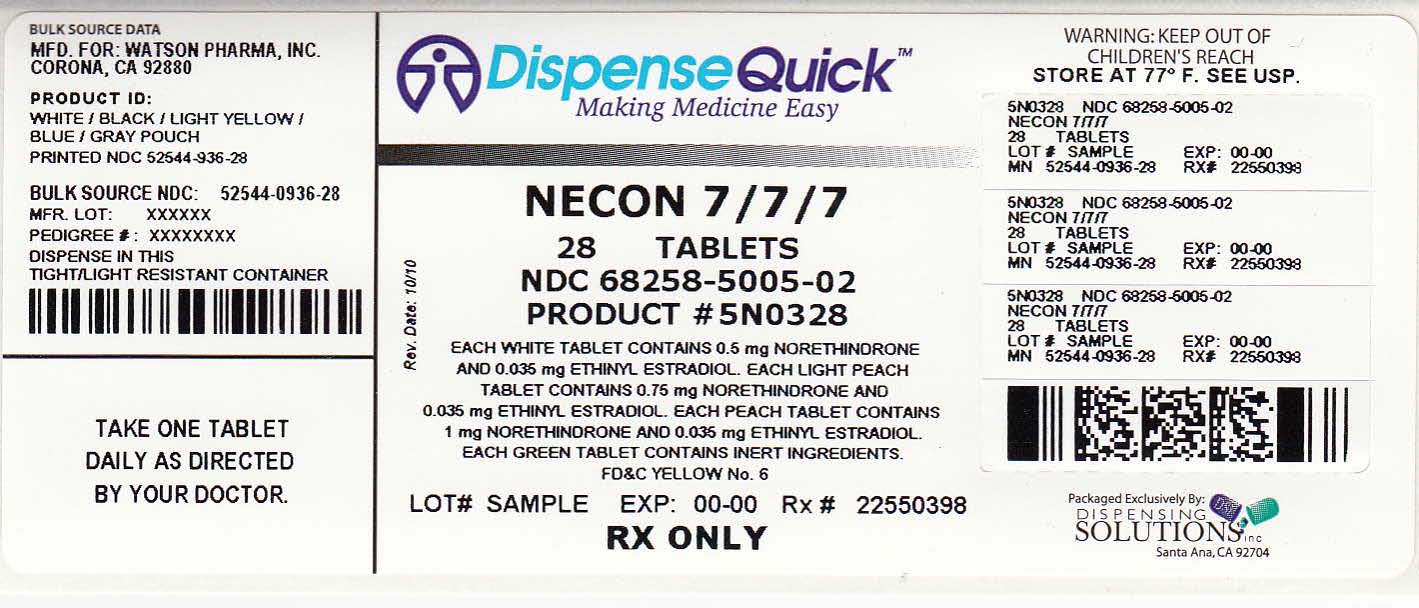 BULK SOURCE DATA
MFD. FOR: WATSON PHARMA, INC.
CORONA, CA 92880
PRODUCT ID:
WHITE / BLACK / LIGHT YELLOW /
BLUE / GRAY POUCH
PRINTED NDC 52544-936-28
BULK SOURCE NDC: 52544-0936-28
MFR. LOT: XXXXXX
PEDIGREE #: XXXXXXXX
DISPENSE IN THIS
TIGHT/LIGHT RESISTANT CONTAINER
TAKE ONE TABLET
DAILY AS DIRECTED
BY YOUR DOCTOR.
DispenseQuick™
Making Medicine Easy
Rev. Date: 10/10
NECON 7/7/7
28 TABLETS
NDC 68258-5005-02
PRODUCT #5N0328
EACH WHITE TABLET CONTAINS 0.5 mg NORETHINDRONE
AND 0.035 mg ETHINYL ESTRADIOL. EACH LIGHT PEACH
TABLET CONTAINS 0.75 mg NORETHINDRONE AND
0.035 mg ETHINYL ESTRADIOL. EACH PEACH TABLET CONTAINS
1 mg NORETHINDRONE AND 0.035 mg ETHINYL ESTRADIOL.
EACH GREEN TABLET CONTAINS INERT INGREDIENTS.
FD&C YELLOW No. 6
LOT# SAMPLE EXP: 00-00 Rx # 22550398
RX ONLY
WARNING: KEEP OUT OF
CHILDREN'S REACH
STORE AT 77° F. SEE USP.
5N0328 NDC 68258-5005-02
NECON 7/7/7
28 TABLETS
LOT # SAMPLE EXP: 00-00
MN 52544-0936-28 RX# 22550398
5N0328 NDC 68258-5005-02
NECON 7/7/7
28 TABLETS
LOT # SAMPLE EXP: 00-00
MN 52544-0936-28 RX# 22550398
5N0328 NDC 68258-5005-02
NECON 7/7/7
28 TABLETS
LOT # SAMPLE EXP: 00-00
MN 52544-0936-28 RX# 22550398
Packaged Exclusively By:
DISPENSING
SOLUTIONS inc
Santa Ana, CA 92704